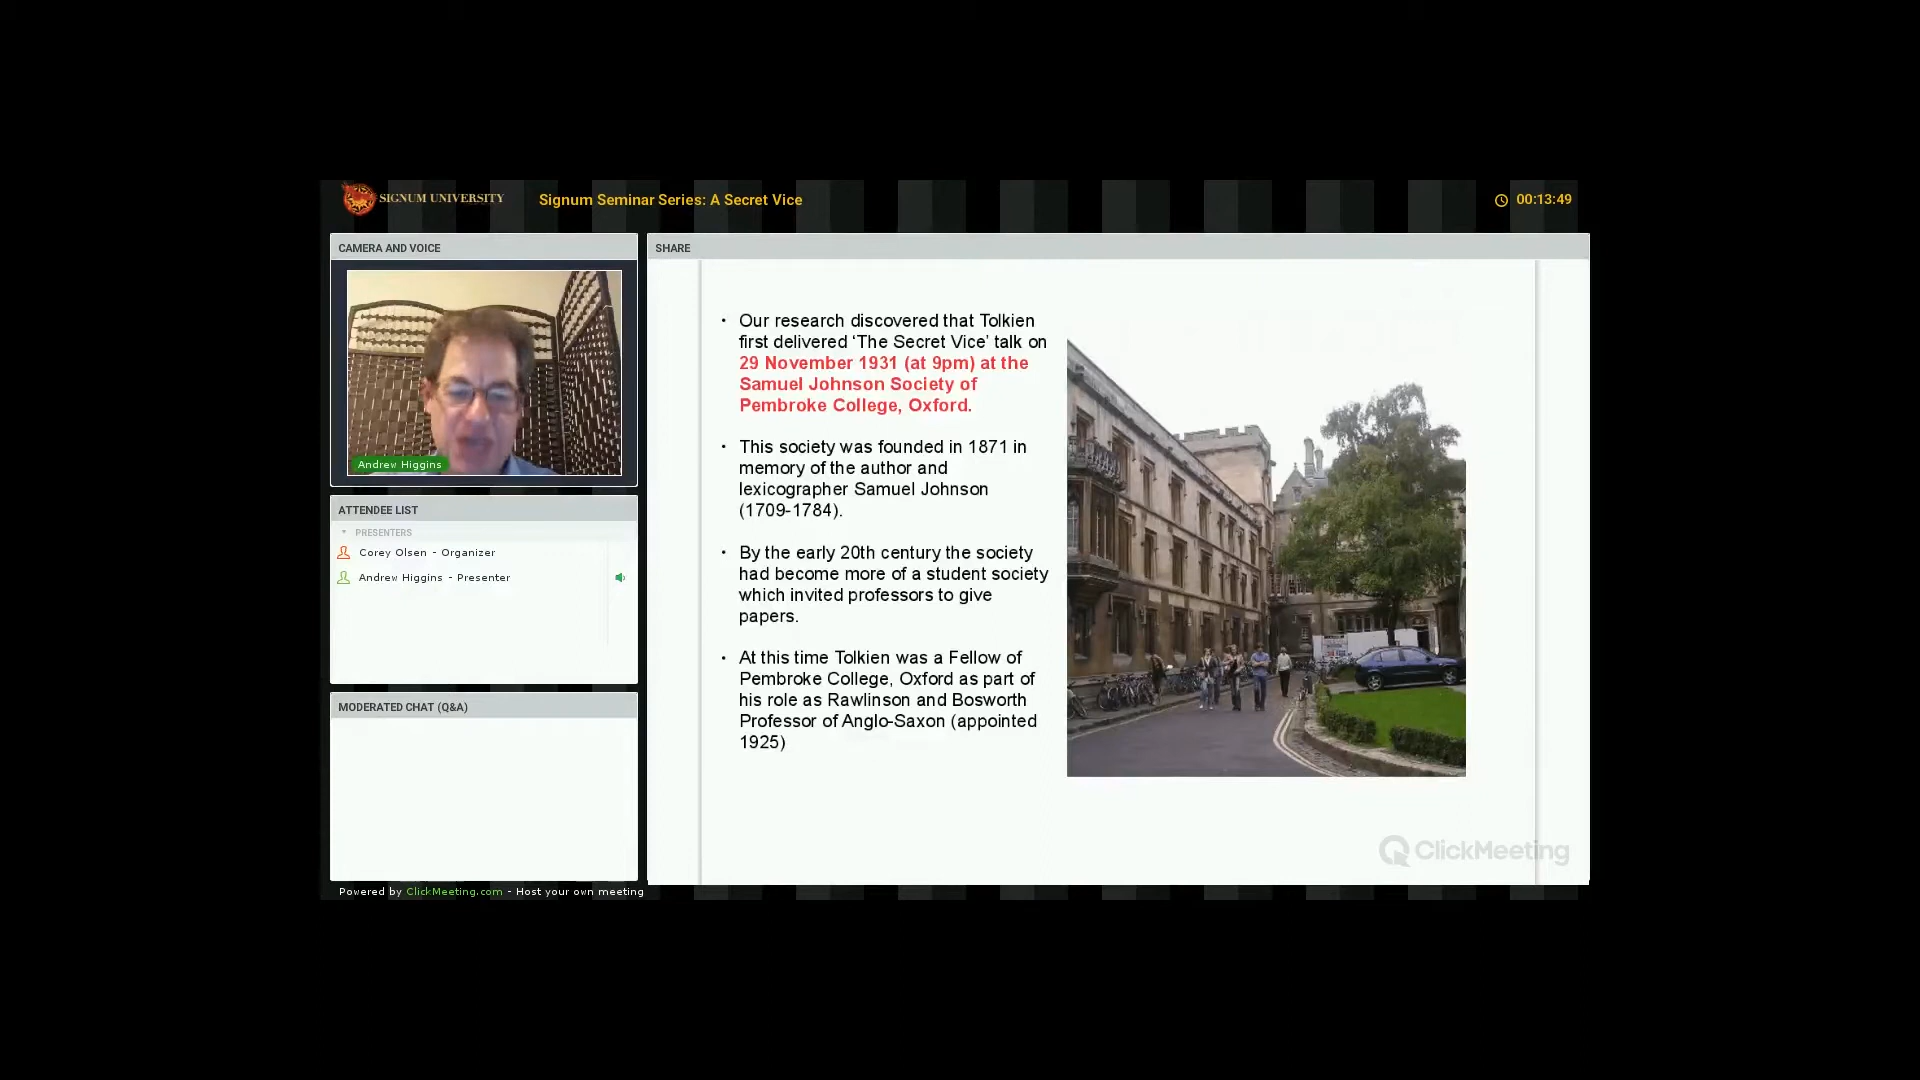 SIGNUM UNIVERSITY
Signum Seminar Series: A Secret Vice
00:13:49
CAMERA AND VOICE
Andrew Higgins
ATTENDEE LIST
PRESENTERS
Corey Olsen - Organizer
Andrew Higgins - Presenter
MODERATED CHAT (Q&A)
Powered by ClickMeeting.com - Host your own meeting
SHARE
• Our research discovered that Tolkien
first delivered ‘The Secret Vice’ talk on
29 November 1931 (at 9pm) at the
Samuel Johnson Society of
Pembroke College, Oxford.
• This society was founded in 1871 in
memory of the author and
lexicographer Samuel Johnson
(1709-1784).
• By the early 20th century the society
had become more of a student society
which invited professors to give
papers.
• At this time Tolkien was a Fellow of
Pembroke College, Oxford as part of
his role as Rawlinson and Bosworth
Professor of Anglo-Saxon (appointed
1925)
ClickMeeting